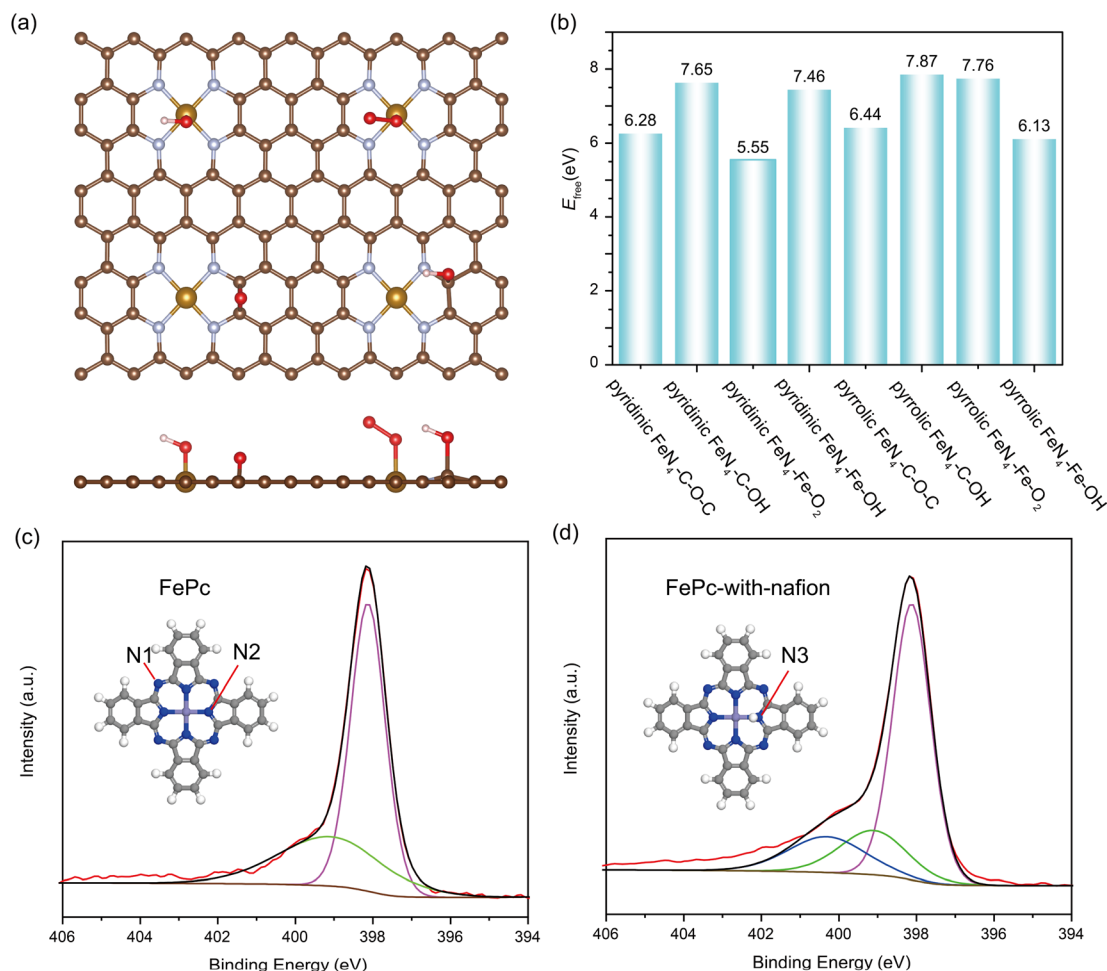 (a)
(b)
E_free(eV)
8
6
4
2
0
6.28
7.65
5.55
7.46
6.44
7.87
7.76
6.13
pyridinic FeN4-C-O-C
pyridinic FeN4-C-OH
pyridinic FeN4-Fe-O2
pyridinic FeN4-Fe-OH
pyrrolic FeN4-C-O-C
pyrrolic FeN4-C-OH
pyrrolic FeN4-Fe-O2
pyrrolic FeN4-Fe-OH
(c)
FePc
N1
N2
Intensity (a.u.)
406 404 402 400 398 396 394
Binding Energy (eV)
(d)
FePc-with-nafion
N3
Intensity (a.u.)
406 404 402 400 398 396 394
Binding Energy (eV)